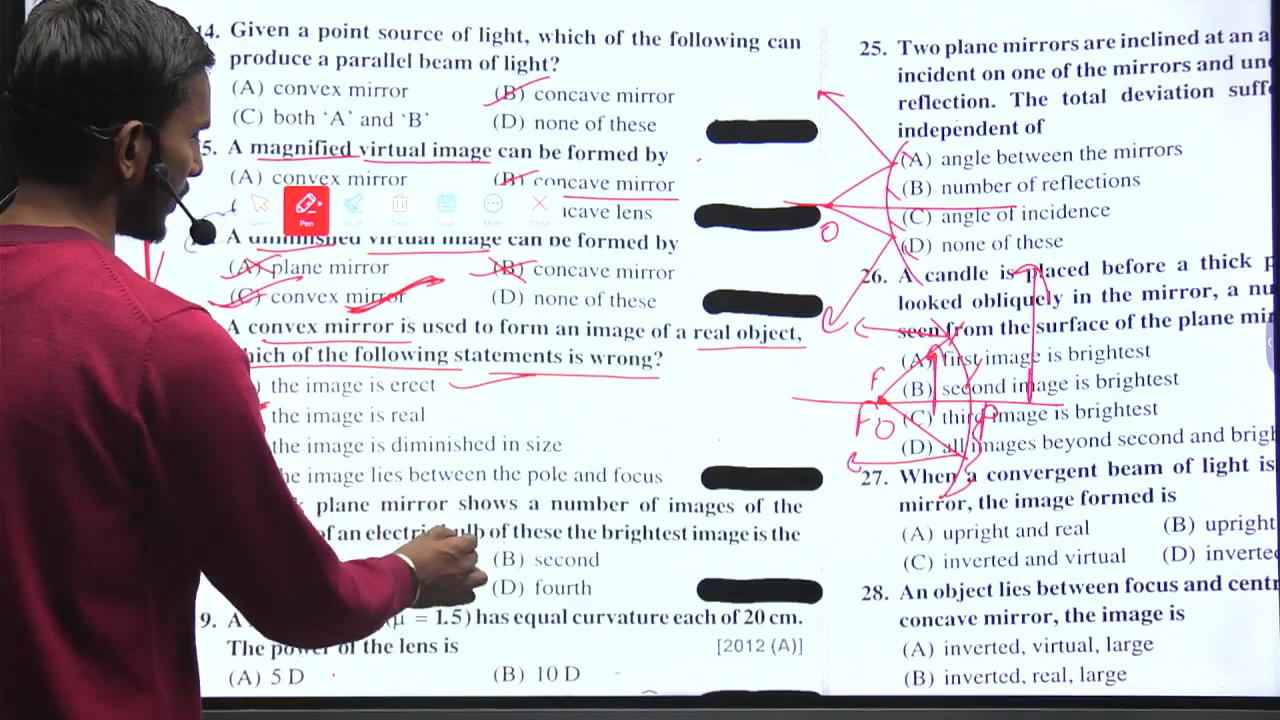 14. Given a point source of light, which of the following can
produce a parallel beam of light?
(A) convex mirror (B) concave mirror
(C) both 'A' and 'B' (D) none of these
5. A magnified virtual image can be formed by
(A) convex mirror (B) concave mirror
lens
A diminished virtual image can be formed by
(A) plane mirror (B) concave mirror
(C) convex mirror (D) none of these
A convex mirror is used to form an image of a real object,
which of the following statements is wrong?
the image is erect
the image is real
the image is diminished in size
the image lies between the pole and focus
plane mirror shows a number of images of the
of an electric bulb of these the brightest image is the
(B) second
(D) fourth
9. A (μ = 1.5) has equal curvature each of 20 cm.
The power of the lens is [2012 (A)]
(A) 5 D (B) 10 D
25. Two plane mirrors are inclined at an
incident on one of the mirrors and
reflection. The total deviation
independent of
(A) angle between the mirrors
(B) number of reflections
(C) angle of incidence
(D) none of these
26. A candle is placed before a thick
looked obliquely in the mirror, a
seen from the surface of the plane
(A) first image is brightest
(B) second image is brightest
(C) third image is brightest
(D) all images beyond second and
27. When a convergent beam of light is
mirror, the image formed is
(A) upright and real (B) upright
(C) inverted and virtual (D)
28. An object lies between focus and
concave mirror, the image is
(A) inverted, virtual, large
(B) inverted, real, large
O
F
F O
P
Pen